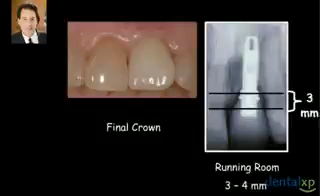 3
mm
Final Crown
Running Room
3 - 4 mm
dentalxp